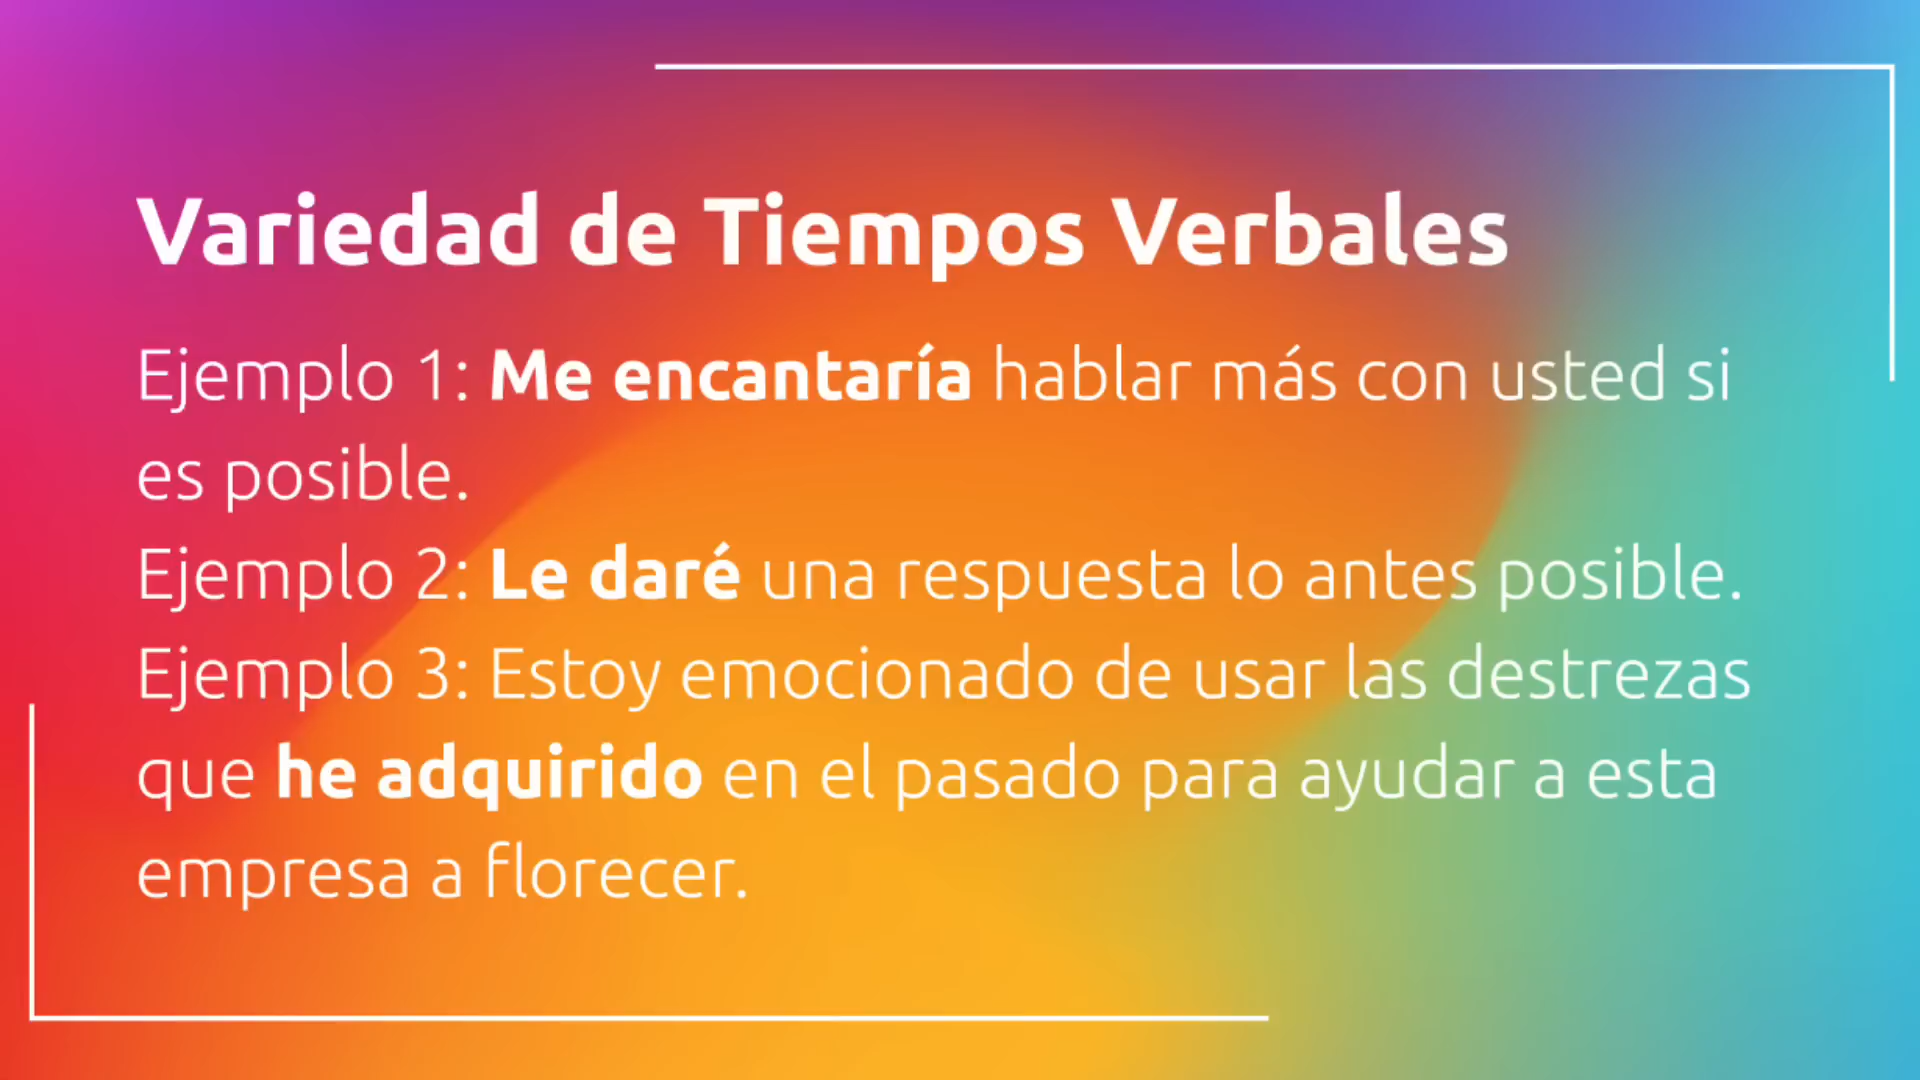 Variedad de Tiempos Verbales
Ejemplo 1: Me encantaría hablar más con usted si
es posible.
Ejemplo 2: Le daré una respuesta lo antes posible.
Ejemplo 3: Estoy emocionado de usar las destrezas
que he adquirido en el pasado para ayudar a esta
empresa a florecer.